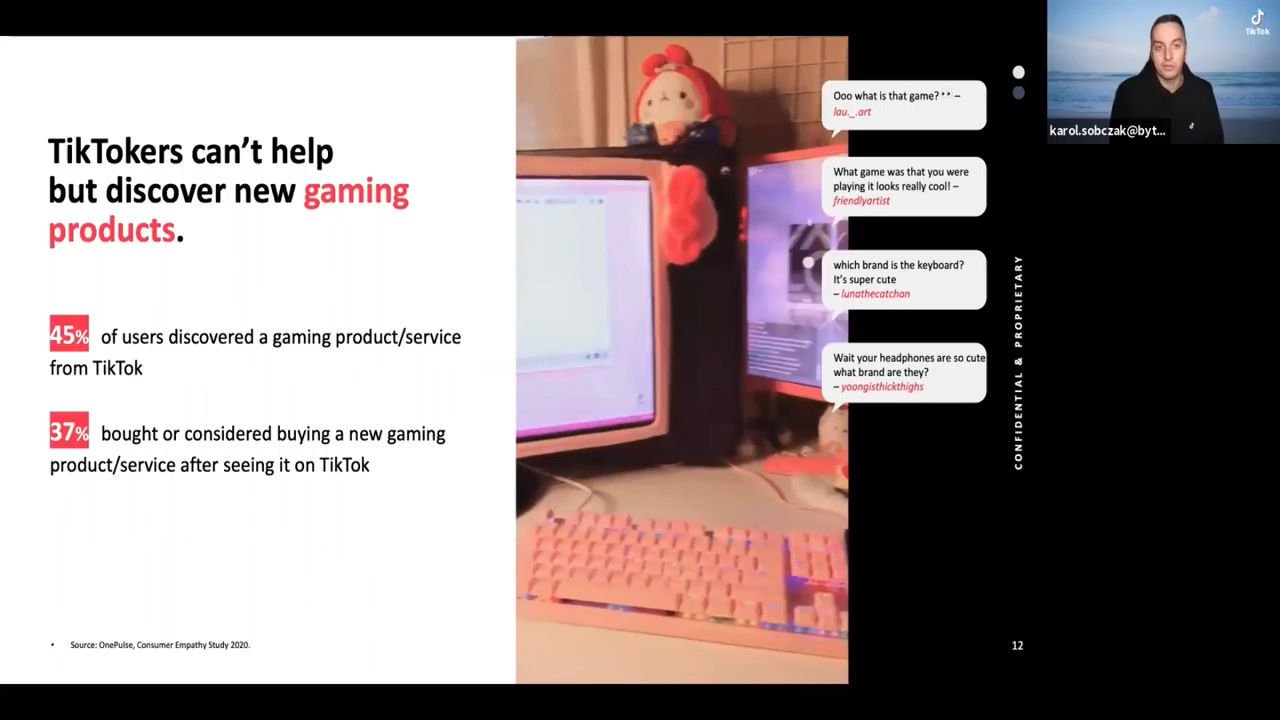 TikTokers can't help
but discover new gaming
products.
45% of users discovered a gaming product/service
from TikTok
37% bought or considered buying a new gaming
product/service after seeing it on TikTok
• Source: OnePulse, Consumer Empathy Study 2020.
Ooo what is that game? 👀 –
lau._.art
What game was that you were
playing it looks really cool! –
friendlyartist
which brand is the keyboard?
It's super cute
– lunathecatchan
Wait your headphones are so cute
what brand are they?
– yoongisthickthighs
CONFIDENTIAL & PROPRIETARY
12
TikTok
karol.sobczak@byt...